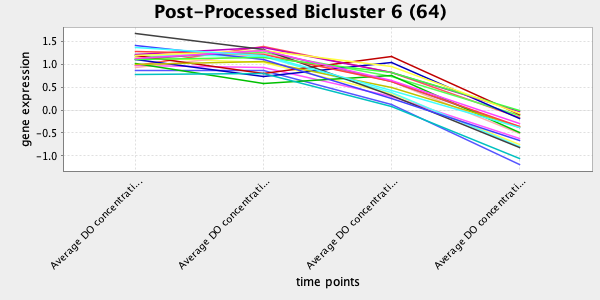 Post-Processed Bicluster 6 (64)
gene expression
1.5
1.0
0.5
0.0
-0.5
-1.0
Average DO concentrati...
Average DO concentrati...
Average DO concentrati...
Average DO concentrati...
time points